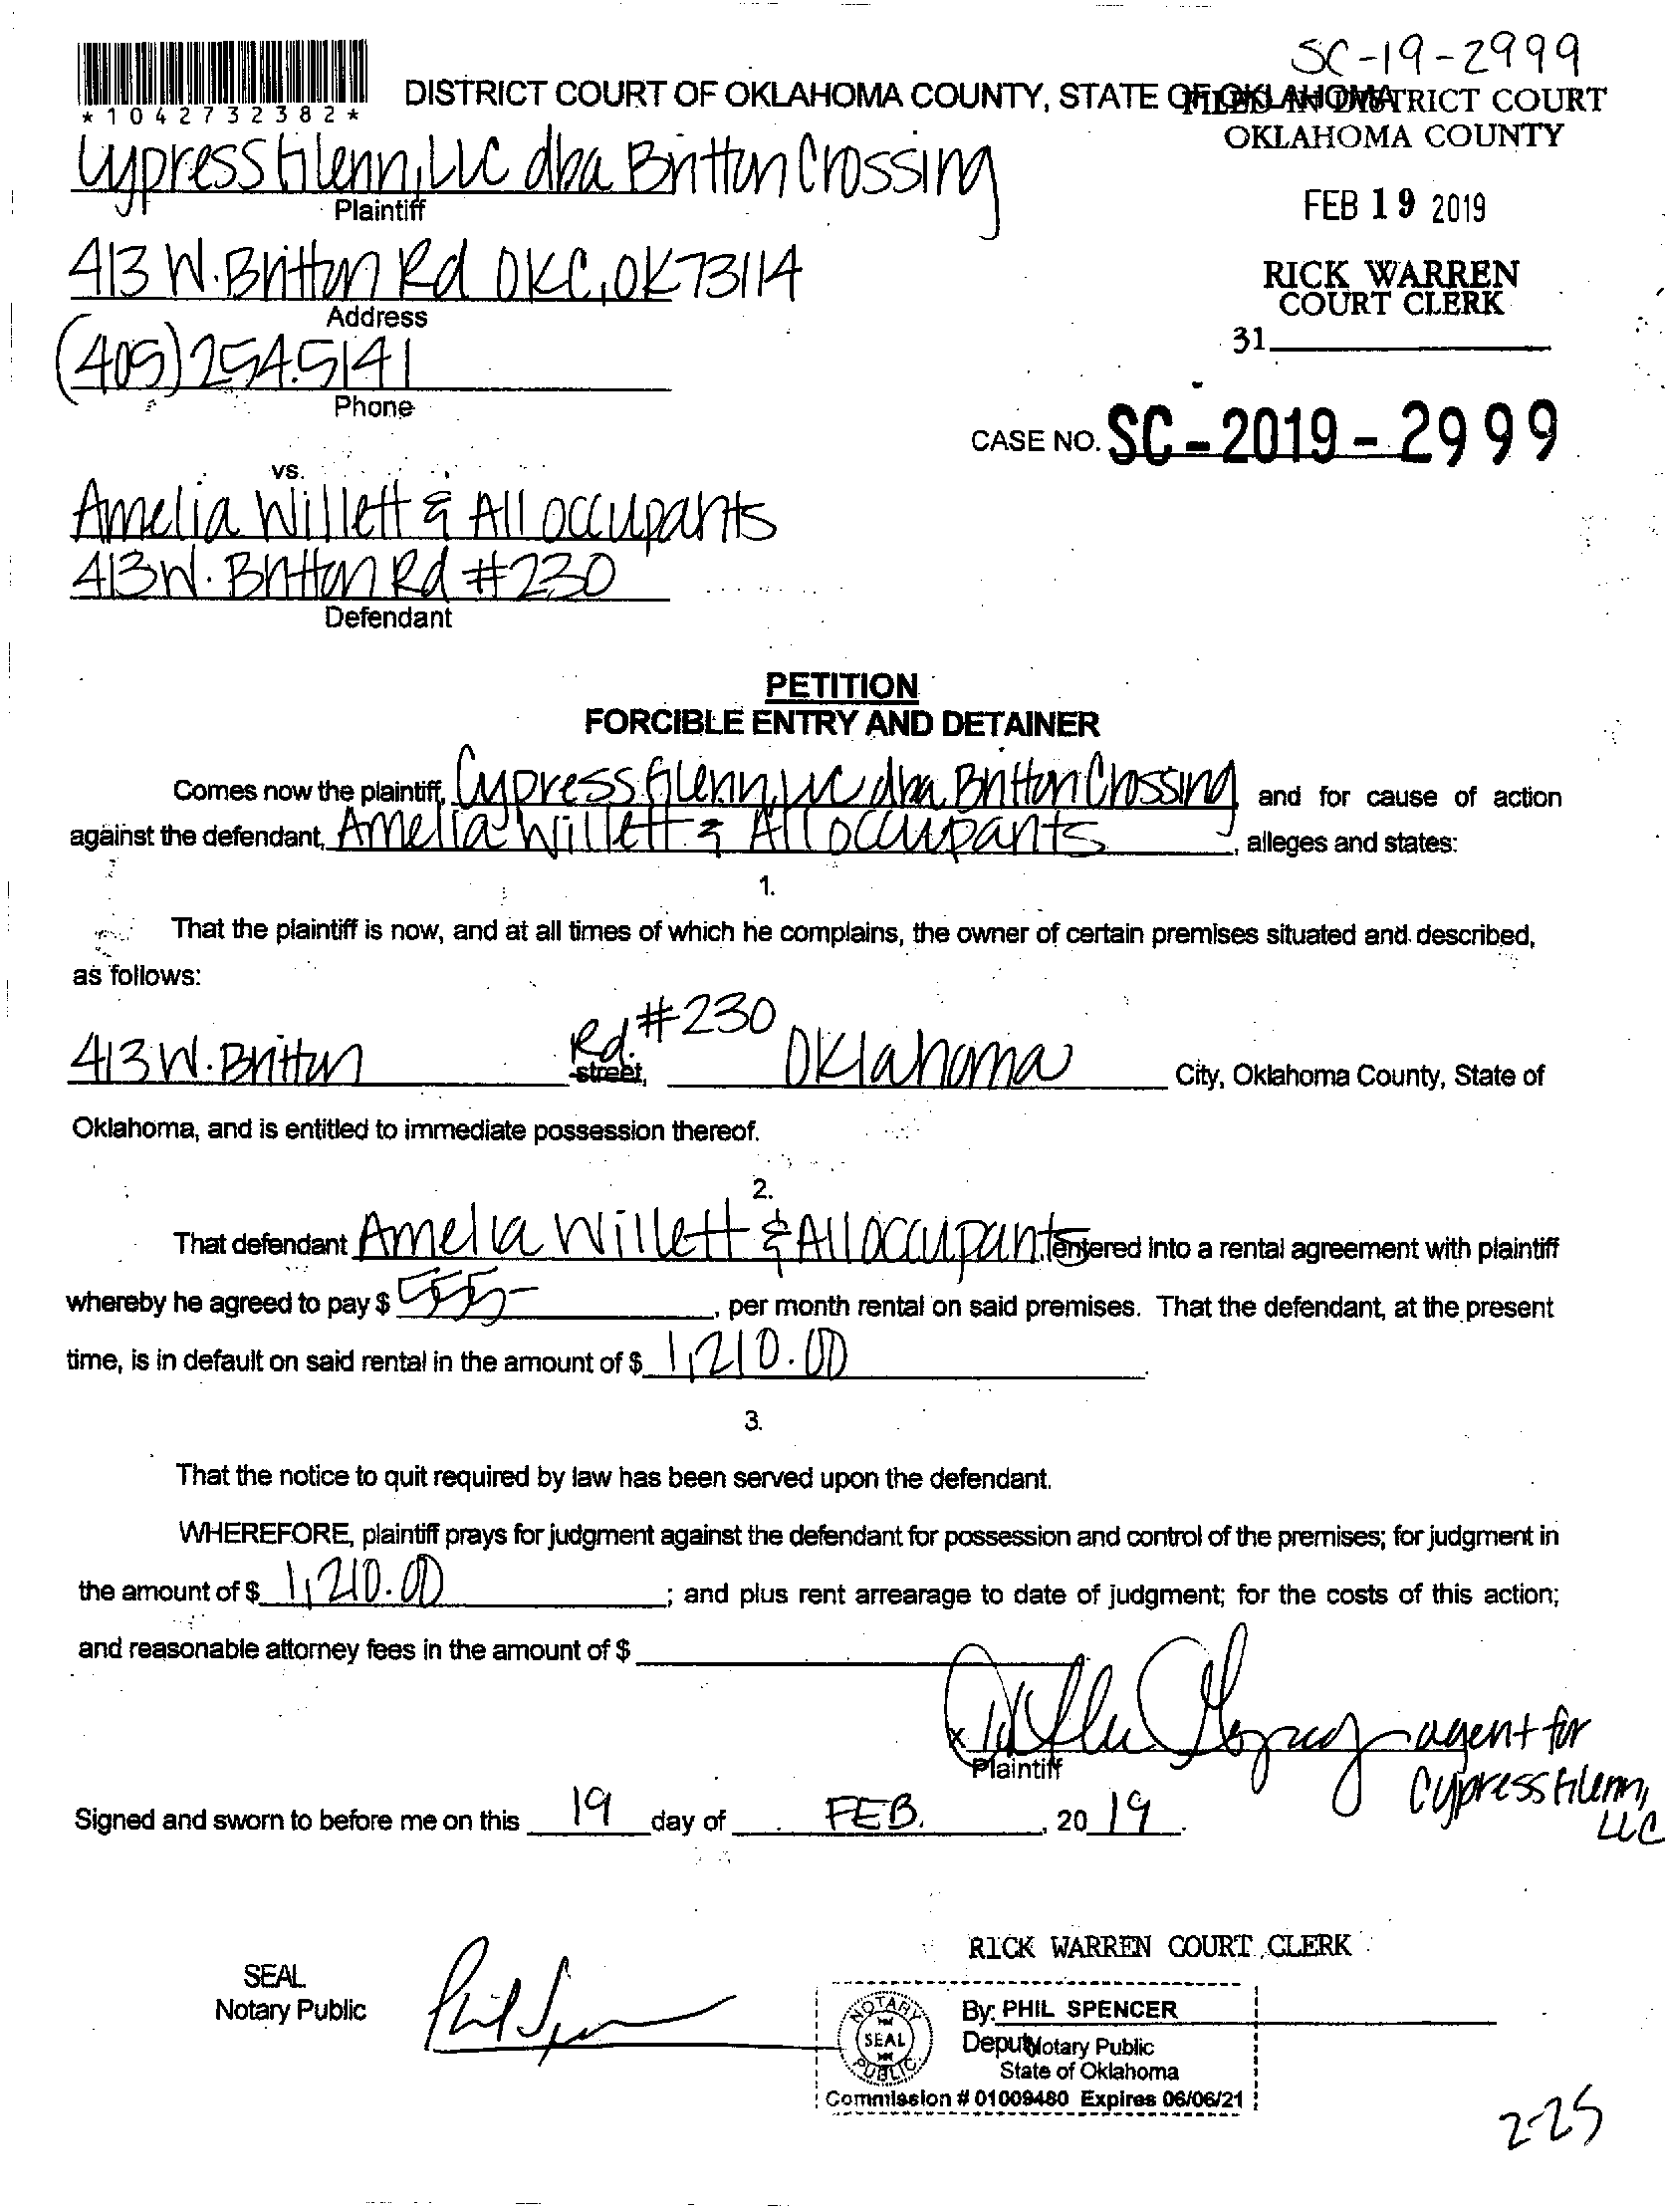 SC-19-2999
*1042732382*
DISTRICT COURT OF OKLAHOMA COUNTY, STATE OF OKLAHOMA
FILED IN DISTRICT COURT
OKLAHOMA COUNTY
Cypress Glenn, LLC dba Britton Crossing
Plaintiff
FEB 19 2019
413 W. Britton Rd OKC, OK 73114
Address
RICK WARREN
COURT CLERK
31
(405) 254.5141
Phone
CASE NO. SC-2019-2999
vs.
Amelia Willett & All occupants
413 W. Britton Rd #230
Defendant
PETITION
FORCIBLE ENTRY AND DETAINER
Comes now the plaintiff, Cypress Glenn, LLC dba Britton Crossing and for cause of action
against the defendant, Amelia Willett & All occupants, alleges and states:
1.
That the plaintiff is now, and at all times of which he complains, the owner of certain premises situated and described,
as follows:
413 W. Britton Rd. #230 street, Oklahoma City, Oklahoma County, State of
Oklahoma, and is entitled to immediate possession thereof.
2.
That defendant Amelia Willett & All occupants entered into a rental agreement with plaintiff
whereby he agreed to pay $ 555-, per month rental on said premises. That the defendant, at the present
time, is in default on said rental in the amount of $ 1,210.00.
3.
That the notice to quit required by law has been served upon the defendant.
WHEREFORE, plaintiff prays for judgment against the defendant for possession and control of the premises; for judgment in
the amount of $ 1,210.00; and plus rent arrearage to date of judgment; for the costs of this action;
and reasonable attorney fees in the amount of $
x agent for
Plaintiff
Cypress Glenn,
LLC
Signed and sworn to before me on this 19 day of FEB., 20 19.
RICK WARREN COURT CLERK
SEAL
Notary Public
Phil Spencer
NOTARY SEAL PUBLIC
By: PHIL SPENCER
Deputy
Notary Public
State of Oklahoma
Commission # 01009480 Expires 06/06/21
2-25